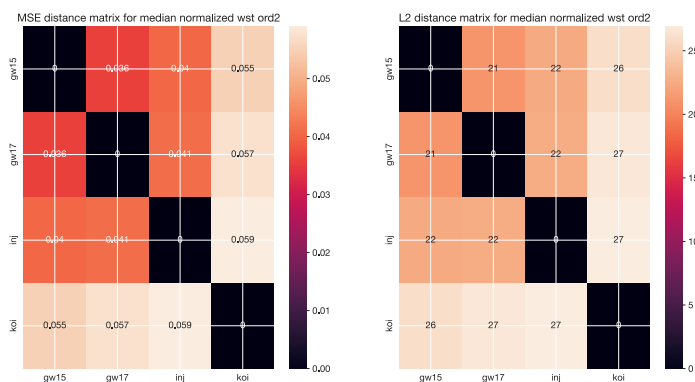 MSE distance matrix for median normalized wst ord2
gw15
gw17
inj
koi
0 0.036 0.04 0.055
0.036 0 0.041 0.057
0.04 0.041 0 0.059
0.055 0.057 0.059 0
gw15 gw17 inj koi
0.05
0.04
0.03
0.02
0.01
0.00
L2 distance matrix for median normalized wst ord2
gw15
gw17
inj
koi
0 21 22 26
21 0 22 27
22 22 0 27
26 27 27 0
gw15 gw17 inj koi
25
20
15
10
5
0